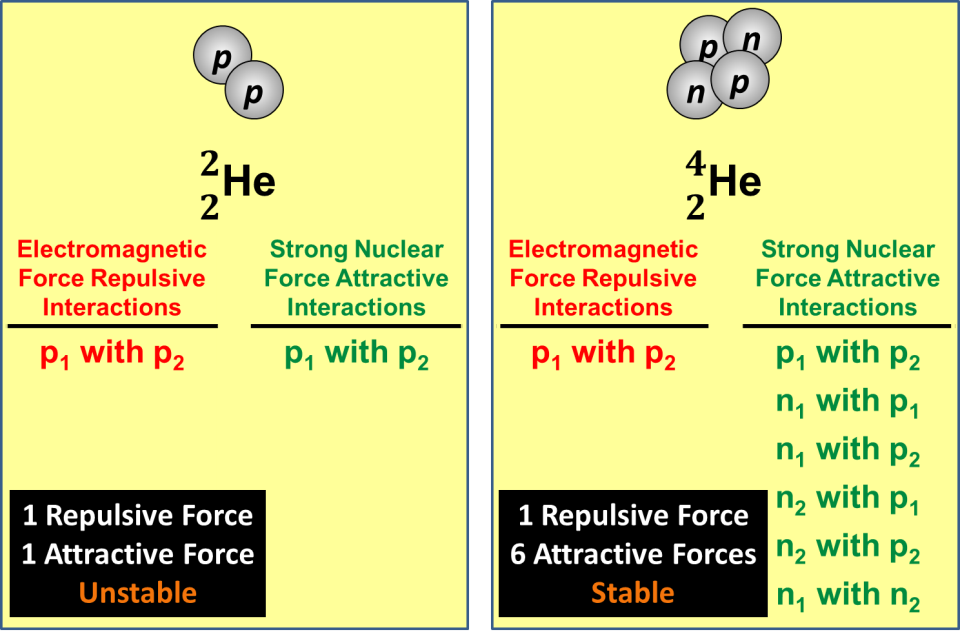 p
p
2
2He
Electromagnetic
Force Repulsive
Interactions
Strong Nuclear
Force Attractive
Interactions
p1 with p2
p1 with p2
1 Repulsive Force
1 Attractive Force
Unstable
p
n
n
p
4
2He
Electromagnetic
Force Repulsive
Interactions
Strong Nuclear
Force Attractive
Interactions
p1 with p2
p1 with p2
n1 with p1
n1 with p2
n2 with p1
n2 with p2
n1 with n2
1 Repulsive Force
6 Attractive Forces
Stable